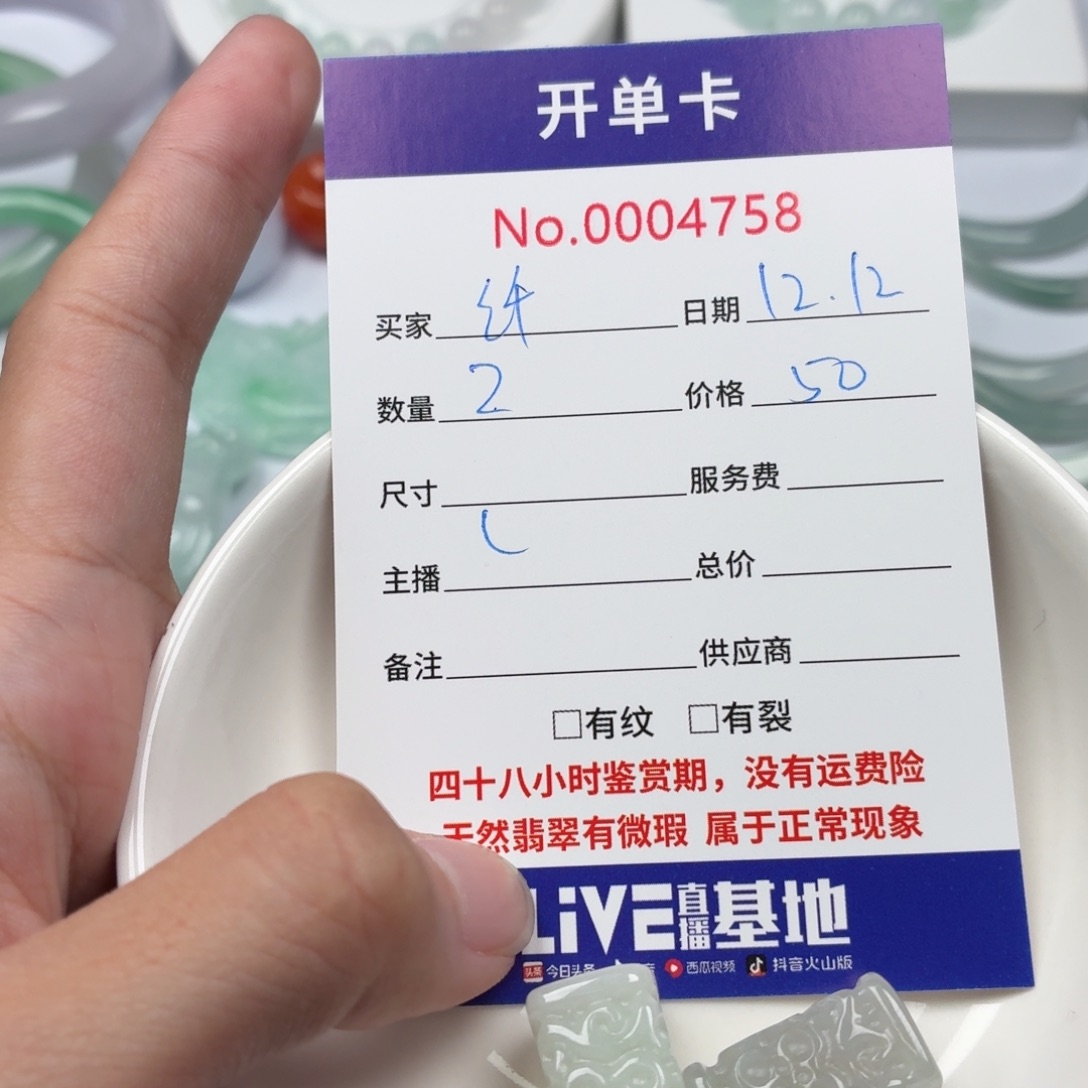 开单卡
No.0004758
买家 纤 日期 12.12
数量 2 价格 50
尺寸 服务费
主播 L 总价
备注 供应商
□有纹 □有裂
四十八小时鉴赏期，没有运费险
天然翡翠有微瑕 属于正常现象
LiVE直播基地
头条 今日头条 西瓜视频 抖音火山版